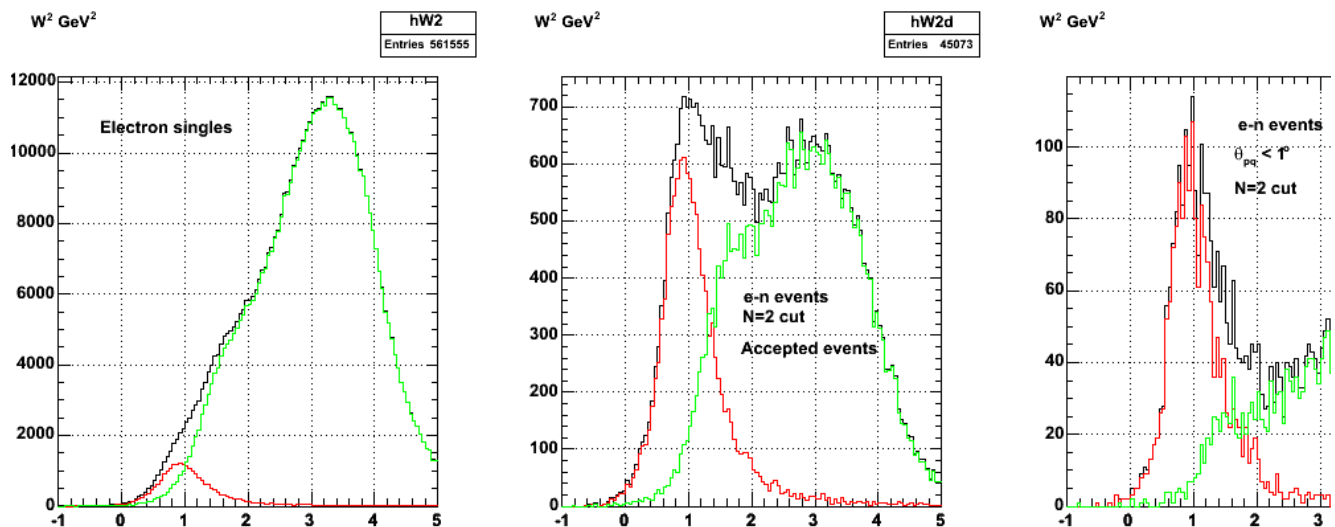 W² GeV²
hW2
Entries 561555
12000
10000
8000
6000
4000
2000
0
Electron singles
-1 0 1 2 3 4 5
W² GeV²
hW2d
Entries 45073
700
600
500
400
300
200
100
0
e-n events
N=2 cut
Accepted events
-1 0 1 2 3 4 5
W² GeV²
100
80
60
40
20
0
e-n events
θpq < 1°
N=2 cut
-1 0 1 2 3